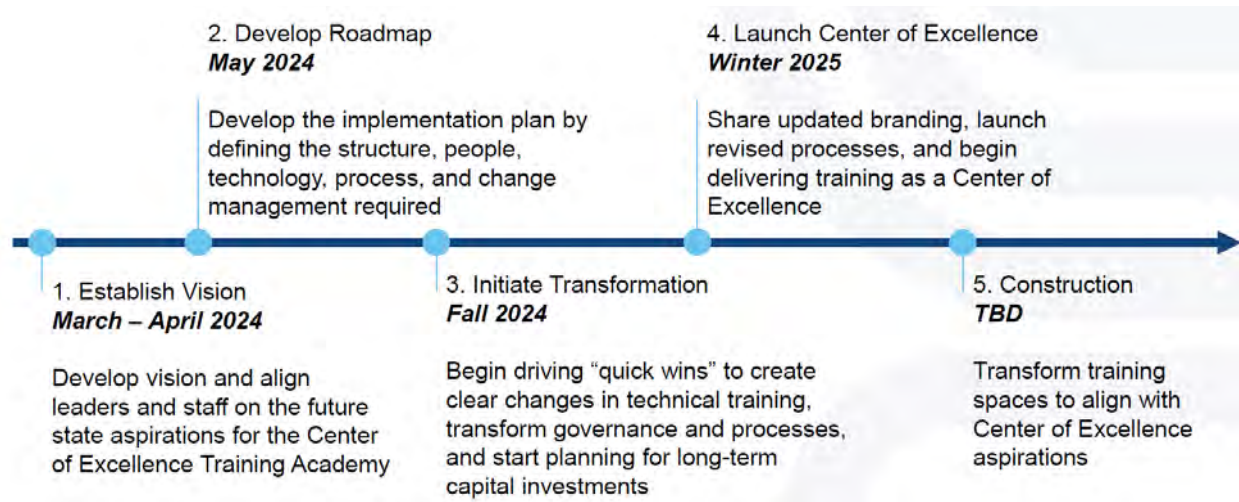 2. Develop Roadmap
May 2024
Develop the implementation plan by
defining the structure, people,
technology, process, and change
management required
4. Launch Center of Excellence
Winter 2025
Share updated branding, launch
revised processes, and begin
delivering training as a Center of
Excellence
1. Establish Vision
March – April 2024
Develop vision and align
leaders and staff on the future
state aspirations for the Center
of Excellence Training Academy
3. Initiate Transformation
Fall 2024
Begin driving “quick wins” to create
clear changes in technical training,
transform governance and processes,
and start planning for long-term
capital investments
5. Construction
TBD
Transform training
spaces to align with
Center of Excellence
aspirations